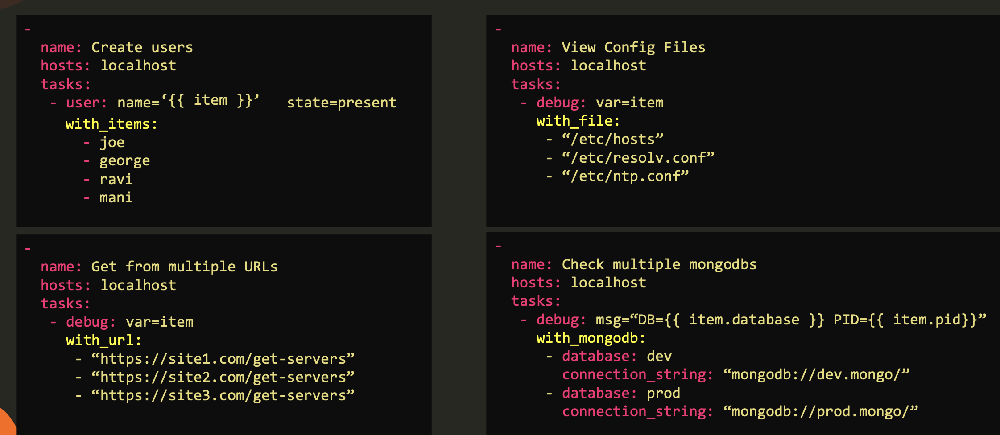 -
name: Create users
hosts: localhost
tasks:
- user: name=‘{{ item }}’ state=present
with_items:
- joe
- george
- ravi
- mani
-
name: View Config Files
hosts: localhost
tasks:
- debug: var=item
with_file:
- “/etc/hosts”
- “/etc/resolv.conf”
- “/etc/ntp.conf”
-
name: Get from multiple URLs
hosts: localhost
tasks:
- debug: var=item
with_url:
- “https://site1.com/get-servers”
- “https://site2.com/get-servers”
- “https://site3.com/get-servers”
-
name: Check multiple mongodbs
hosts: localhost
tasks:
- debug: msg=“DB={{ item.database }} PID={{ item.pid}}”
with_mongodb:
- database: dev
connection_string: “mongodb://dev.mongo/”
- database: prod
connection_string: “mongodb://prod.mongo/”